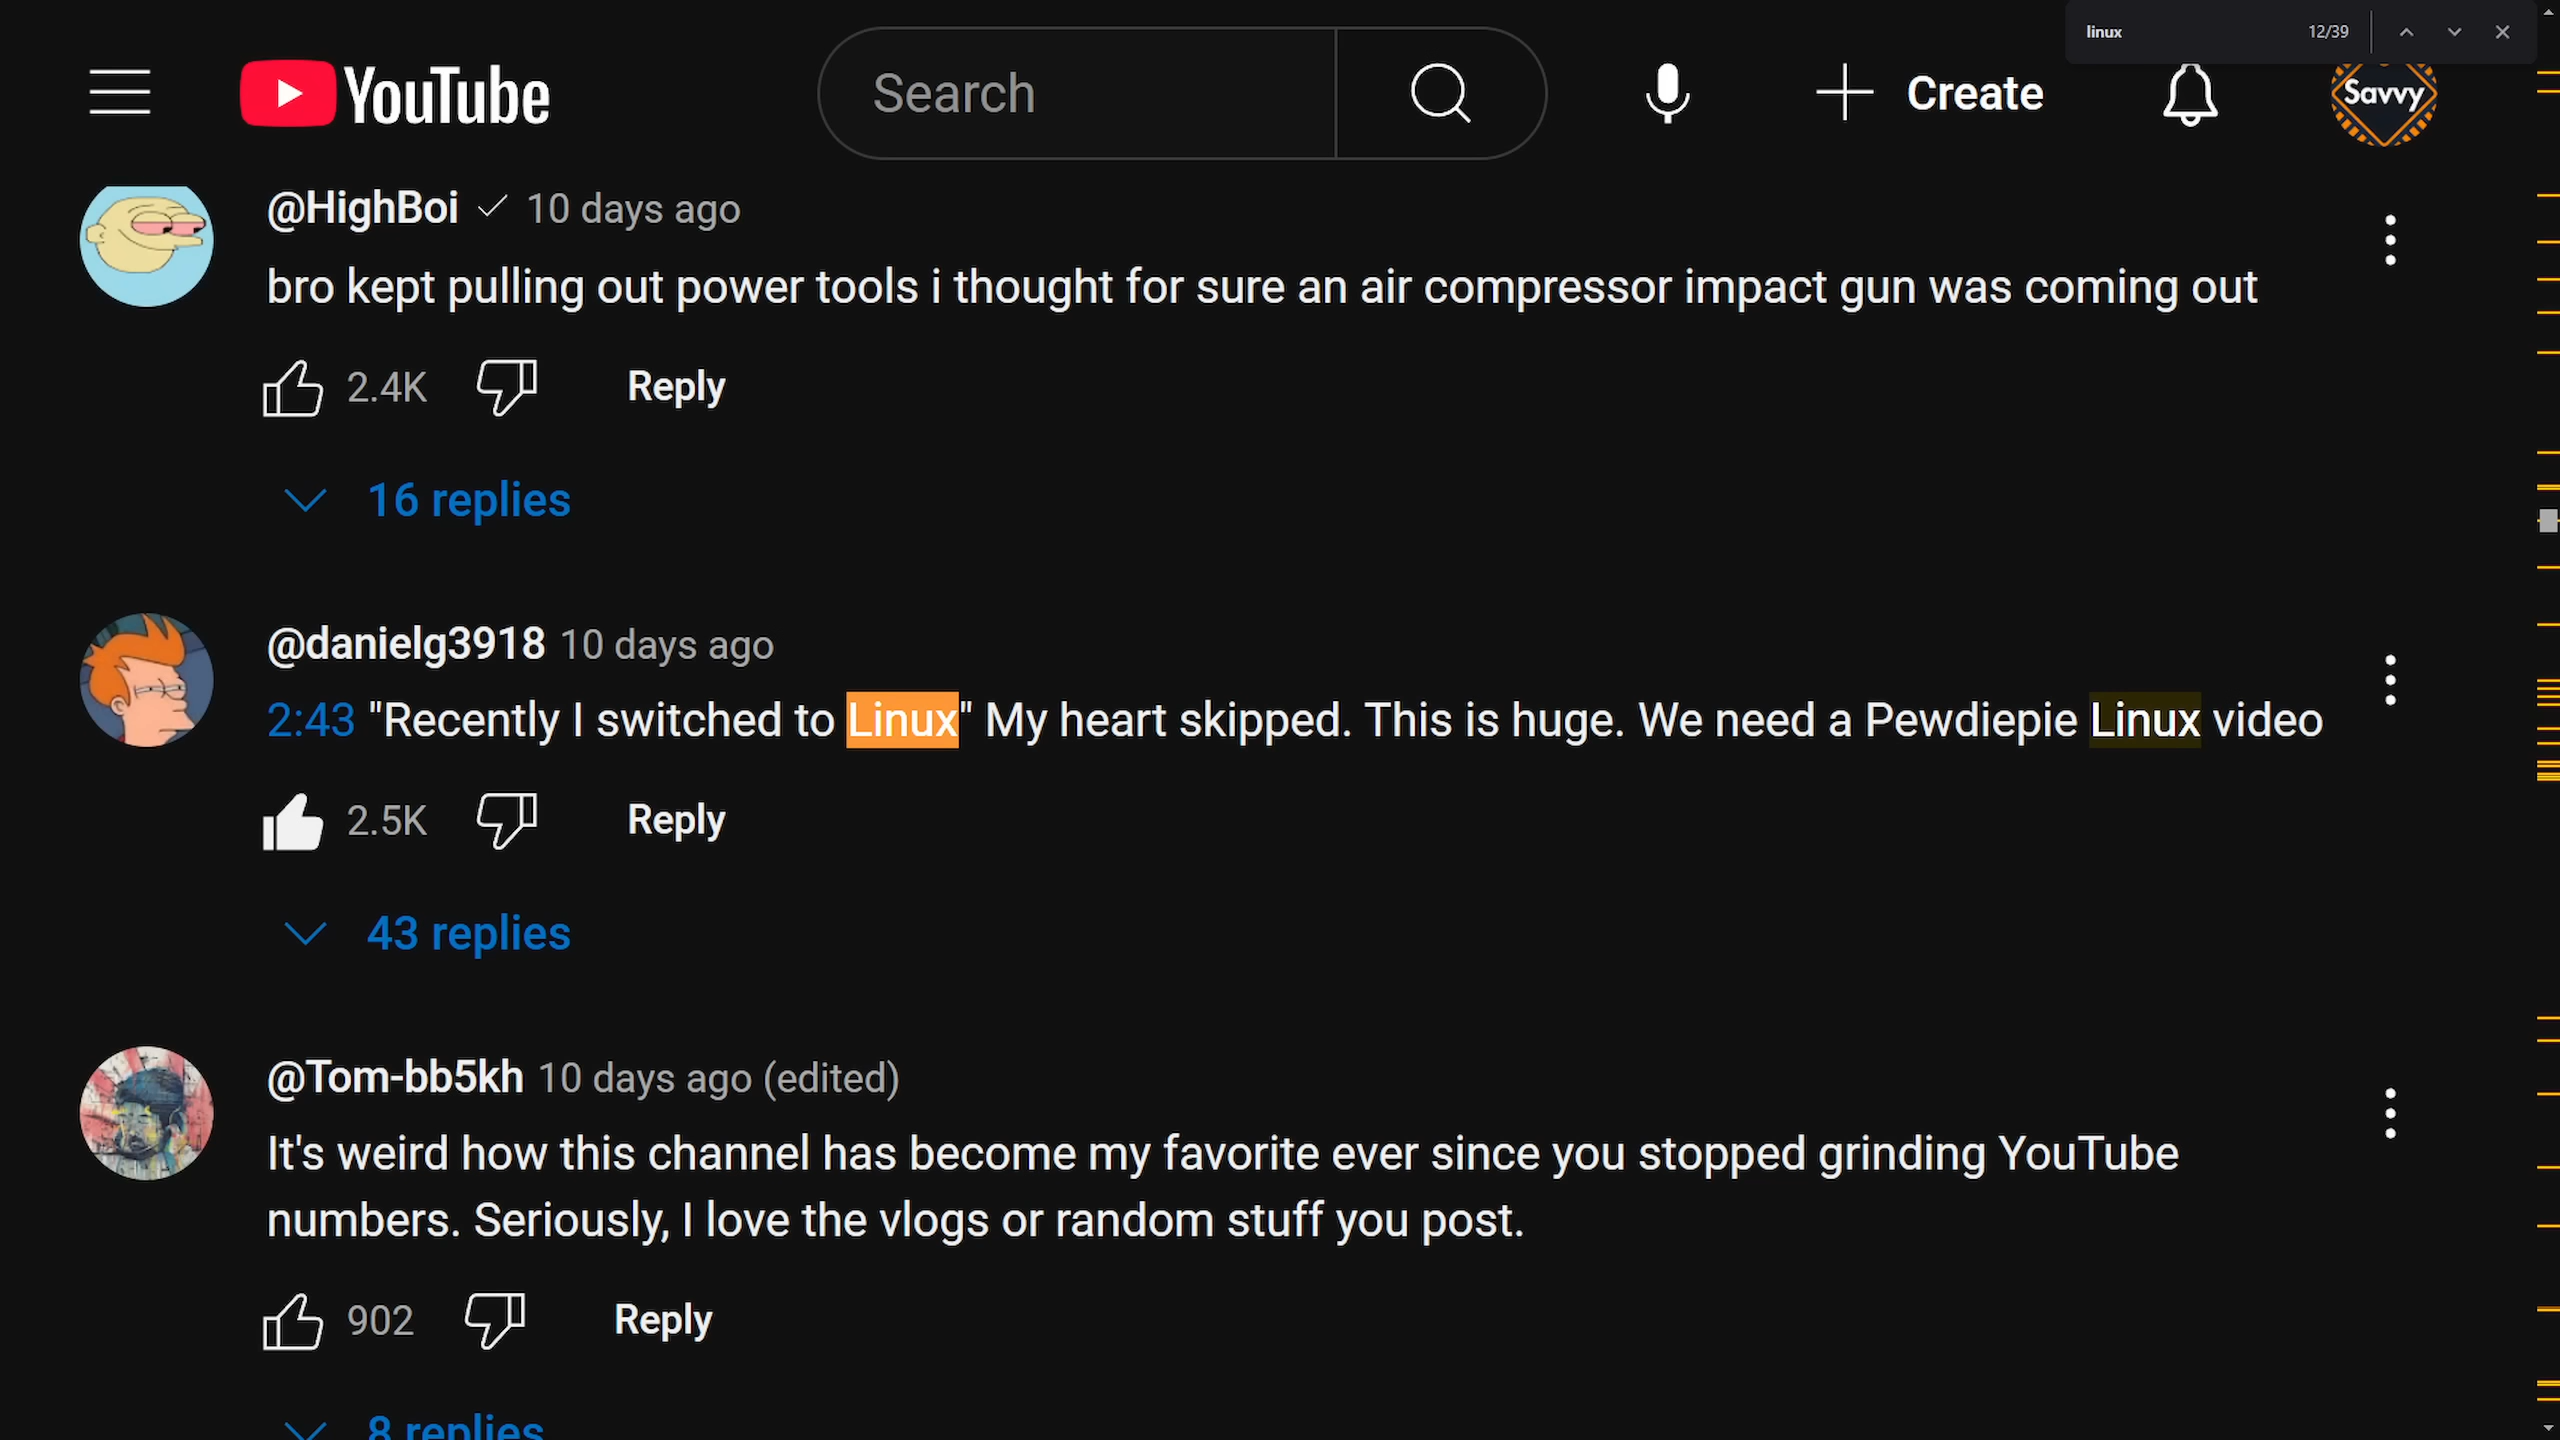 linux 12/39
YouTube
Search
Create
Savvy
@HighBoi 10 days ago
bro kept pulling out power tools i thought for sure an air compressor impact gun was coming out
2.4K Reply
16 replies
@danielg3918 10 days ago
2:43 "Recently I switched to Linux" My heart skipped. This is huge. We need a Pewdiepie Linux video
2.5K Reply
43 replies
@Tom-bb5kh 10 days ago (edited)
It's weird how this channel has become my favorite ever since you stopped grinding YouTube
numbers. Seriously, I love the vlogs or random stuff you post.
902 Reply
8 replies